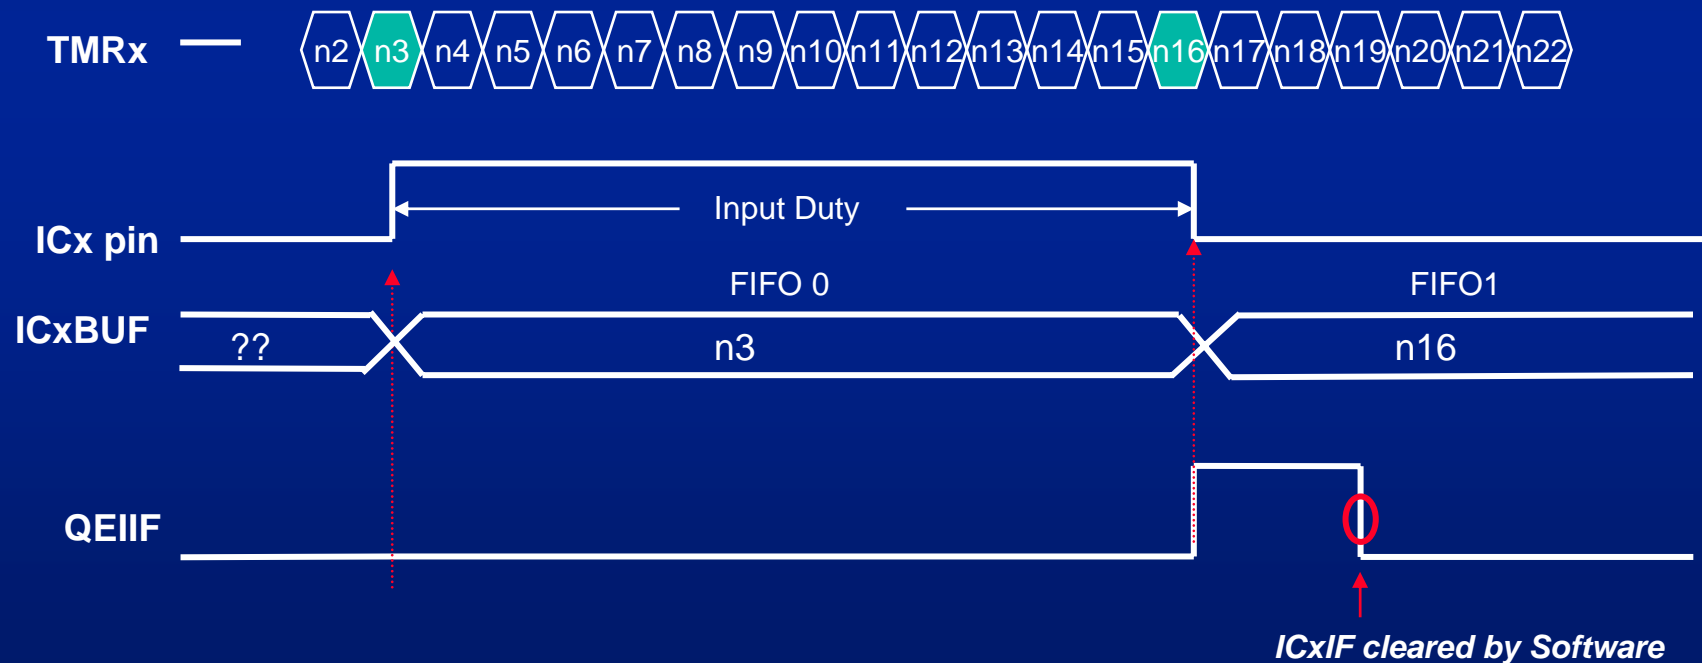 TMRx n2 n3 n4 n5 n6 n7 n8 n9 n10 n11 n12 n13 n14 n15 n16 n17 n18 n19 n20 n21 n22
Input Duty
ICx pin
FIFO 0 FIFO1
ICxBUF
?? n3 n16
QEIIF
ICxIF cleared by Software